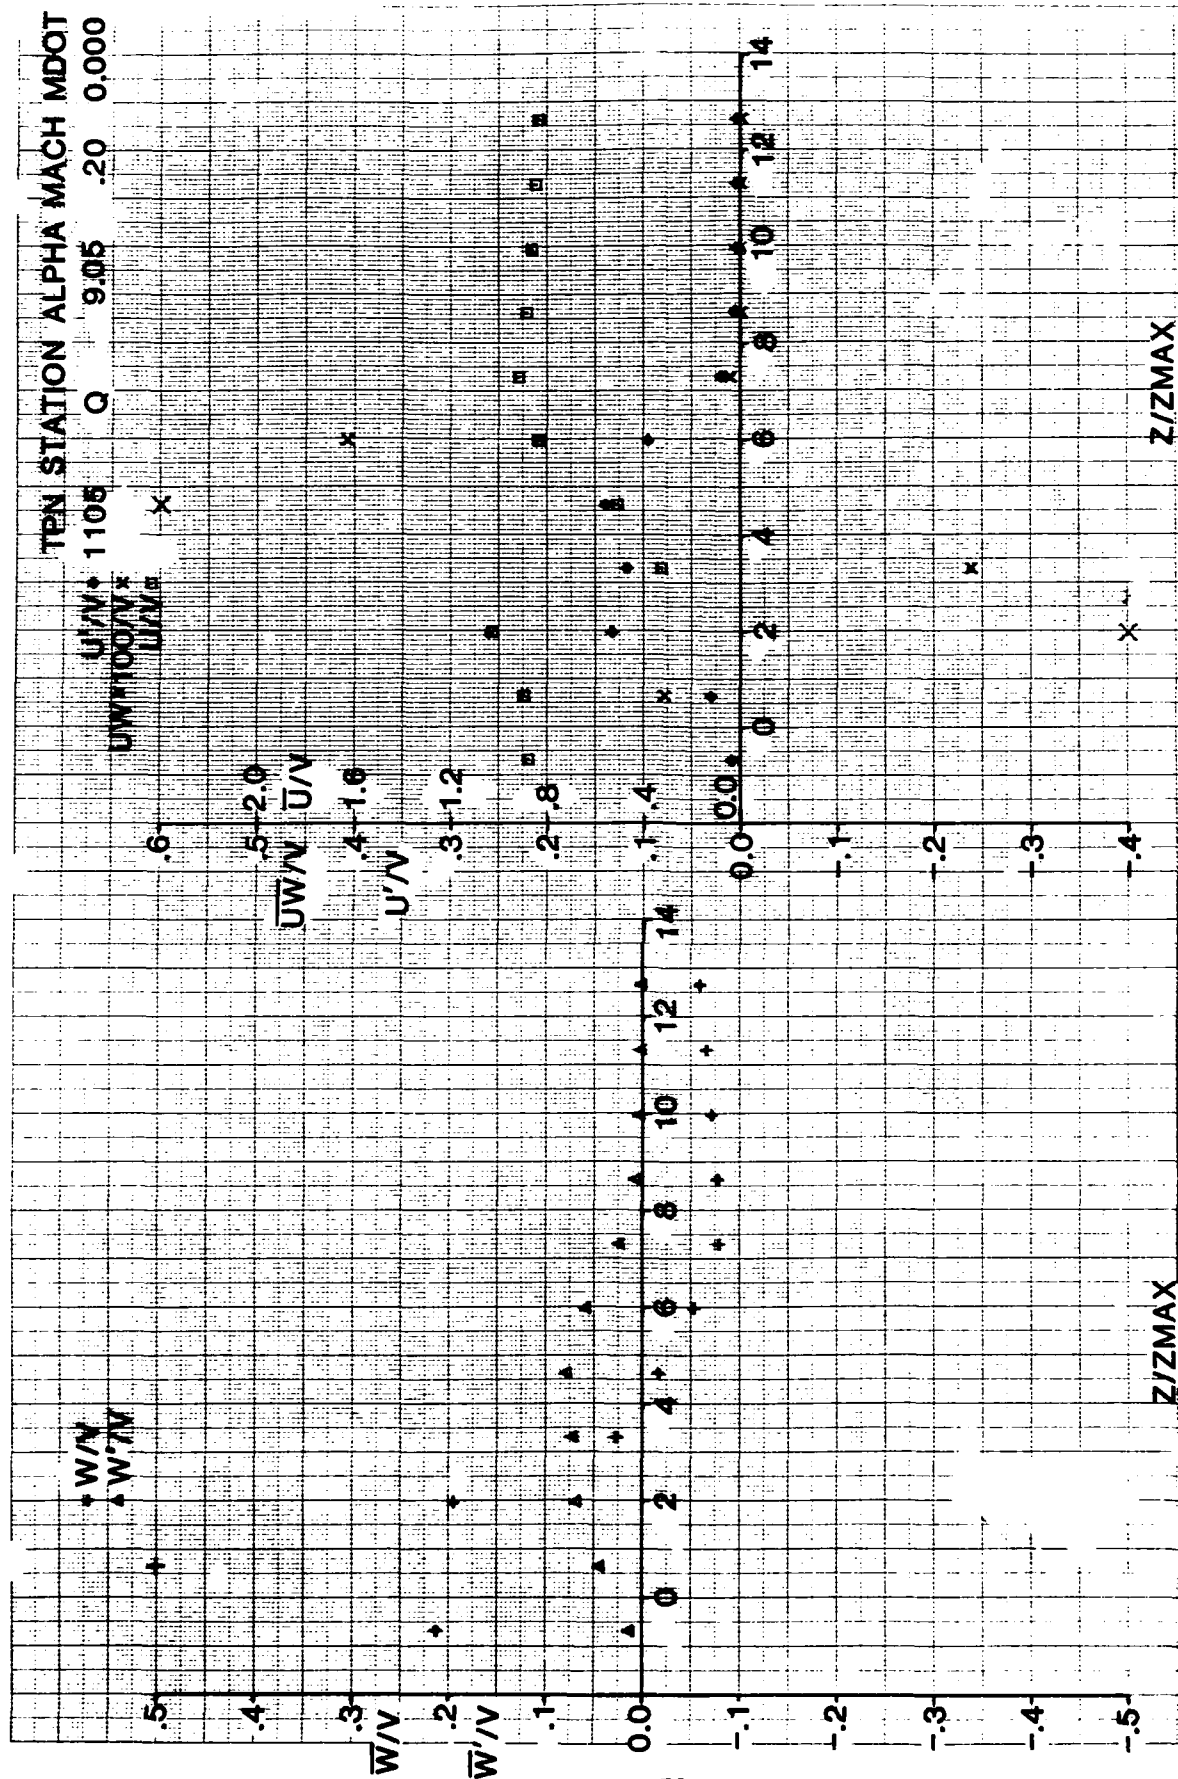 TPN STATION ALPHA MACH MDOT
1105 Q 9.05 .20 0.000
U'/V
UW*100/V
U/V
.6
.5 2.0
.4 1.6
.3 1.2
.2 .8
.1 .4
0.0 0.0
-.1
-.2
-.3
-.4
U̅W̅/V U̅/V
U'/V
0 2 4 6 8 10 12 14
Z/ZMAX
W/V
W'/V
.5
.4
.3
.2
.1
0.0
-.1
-.2
-.3
-.4
-.5
W̅/V
W̅'/V
0 2 4 6 8 10 12 14
Z/ZMAX